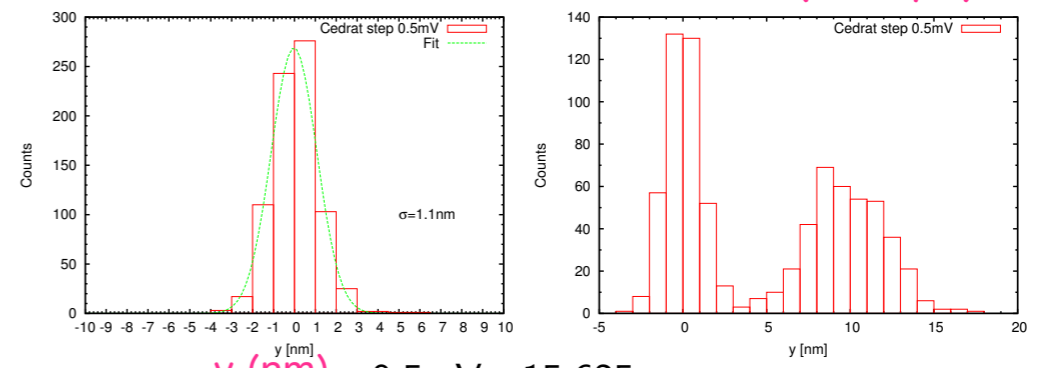 300
250
200
150
100
50
0
Counts
Cedrat step 0.5mV
Fit
σ=1.1nm
-10 -9 -8 -7 -6 -5 -4 -3 -2 -1 0 1 2 3 4 5 6 7 8 9 10
y [nm]
140
120
100
80
60
40
20
0
Counts
Cedrat step 0.5mV
-5 0 5 10 15 20
y [nm]
y (nm)